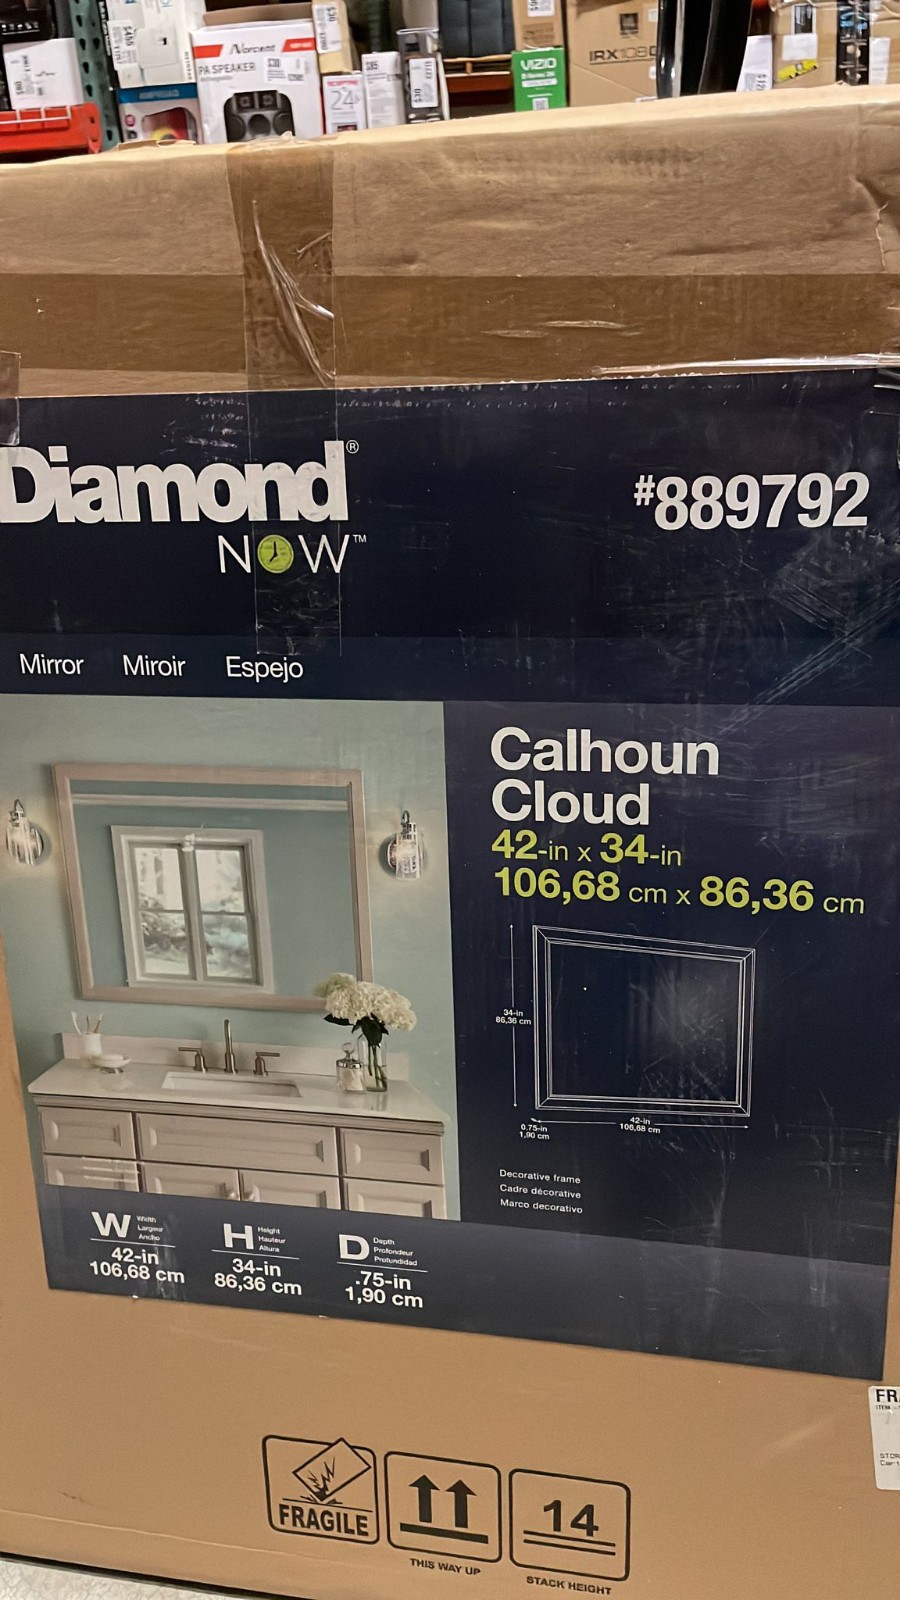 Norcent
PA SPEAKER
VIZIO
24"
Diamond®
NOW™
#889792
Mirror Miroir Espejo
Calhoun
Cloud
42-in x 34-in
106,68 cm x 86,36 cm
34-in
86,36 cm
0.75-in
1,90 cm
42-in
106,68 cm
Decorative frame
Cadre décorative
Marco decorativo
W Width
Largeur
Ancho
42-in
106,68 cm
H Height
Hauteur
Altura
34-in
86,36 cm
D Depth
Profondeur
Profundidad
.75-in
1,90 cm
FRAGILE
THIS WAY UP
14
STACK HEIGHT